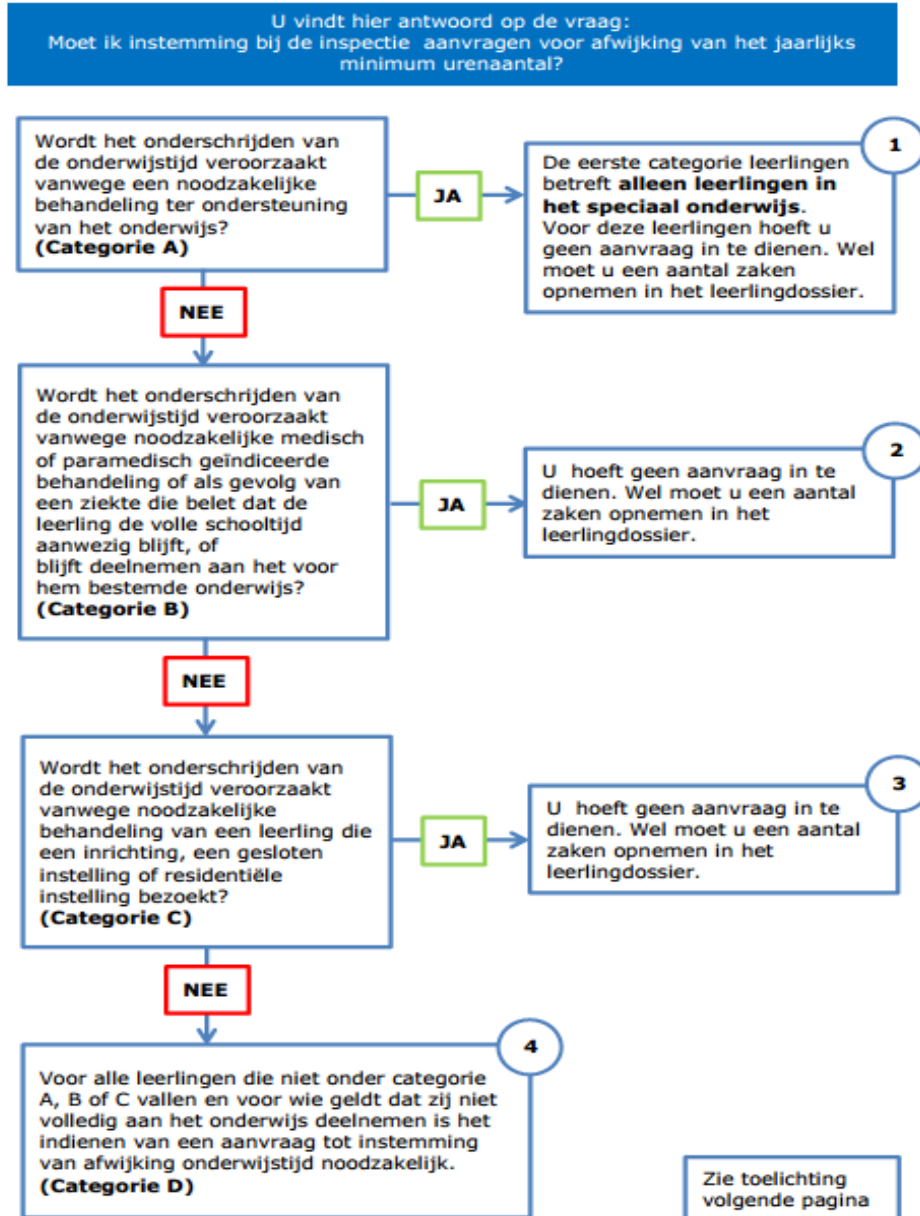 U vindt hier antwoord op de vraag:
Moet ik instemming bij de inspectie aanvragen voor afwijking van het jaarlijks
minimum urenaantal?
Wordt het onderschrijden van
de onderwijstijd veroorzaakt
vanwege een noodzakelijke
behandeling ter ondersteuning
van het onderwijs?
(Categorie A)
JA
1
De eerste categorie leerlingen
betreft alleen leerlingen in
het speciaal onderwijs.
Voor deze leerlingen hoeft u
geen aanvraag in te dienen. Wel
moet u een aantal zaken
opnemen in het leerlingdossier.
NEE
Wordt het onderschrijden van
de onderwijstijd veroorzaakt
vanwege noodzakelijke medisch
of paramedisch geïndiceerde
behandeling of als gevolg van
een ziekte die belet dat de
leerling de volle schooltijd
aanwezig blijft, of
blijft deelnemen aan het voor
hem bestemde onderwijs?
(Categorie B)
JA
2
U hoeft geen aanvraag in te
dienen. Wel moet u een aantal
zaken opnemen in het
leerlingdossier.
NEE
Wordt het onderschrijden van
de onderwijstijd veroorzaakt
vanwege noodzakelijke
behandeling van een leerling die
een inrichting, een gesloten
instelling of residentiële
instelling bezoekt?
(Categorie C)
JA
3
U hoeft geen aanvraag in te
dienen. Wel moet u een aantal
zaken opnemen in het
leerlingdossier.
NEE
4
Voor alle leerlingen die niet onder categorie
A, B of C vallen en voor wie geldt dat zij niet
volledig aan het onderwijs deelnemen is het
indienen van een aanvraag tot instemming
van afwijking onderwijstijd noodzakelijk.
(Categorie D)
Zie toelichting
volgende pagina